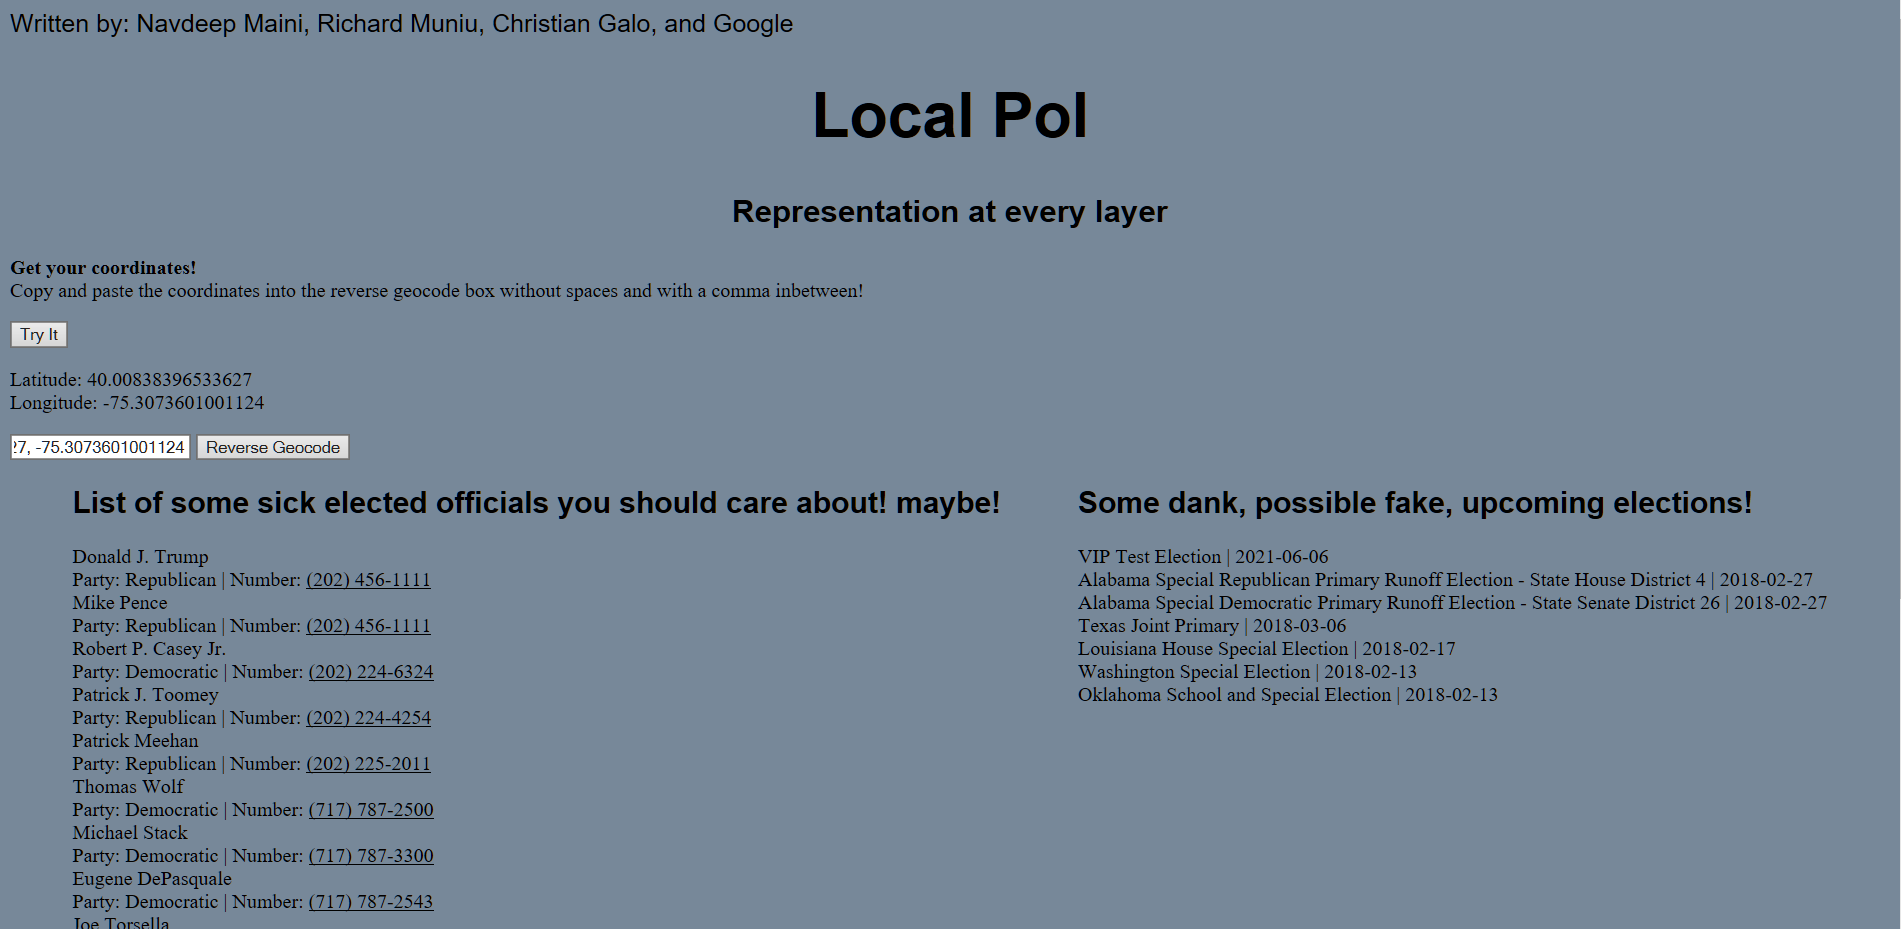 Written by: Navdeep Maini, Richard Muniu, Christian Galo, and Google
Local Pol
Representation at every layer
Get your coordinates!
Copy and paste the coordinates into the reverse geocode box without spaces and with a comma inbetween!
Try It
Latitude: 40.00838396533627
Longitude: -75.3073601001124
27, -75.3073601001124 Reverse Geocode
List of some sick elected officials you should care about! maybe!
Donald J. Trump
Party: Republican | Number: (202) 456-1111
Mike Pence
Party: Republican | Number: (202) 456-1111
Robert P. Casey Jr.
Party: Democratic | Number: (202) 224-6324
Patrick J. Toomey
Party: Republican | Number: (202) 224-4254
Patrick Meehan
Party: Republican | Number: (202) 225-2011
Thomas Wolf
Party: Democratic | Number: (717) 787-2500
Michael Stack
Party: Democratic | Number: (717) 787-3300
Eugene DePasquale
Party: Democratic | Number: (717) 787-2543
Joe Torsella
Some dank, possible fake, upcoming elections!
VIP Test Election | 2021-06-06
Alabama Special Republican Primary Runoff Election - State House District 4 | 2018-02-27
Alabama Special Democratic Primary Runoff Election - State Senate District 26 | 2018-02-27
Texas Joint Primary | 2018-03-06
Louisiana House Special Election | 2018-02-17
Washington Special Election | 2018-02-13
Oklahoma School and Special Election | 2018-02-13